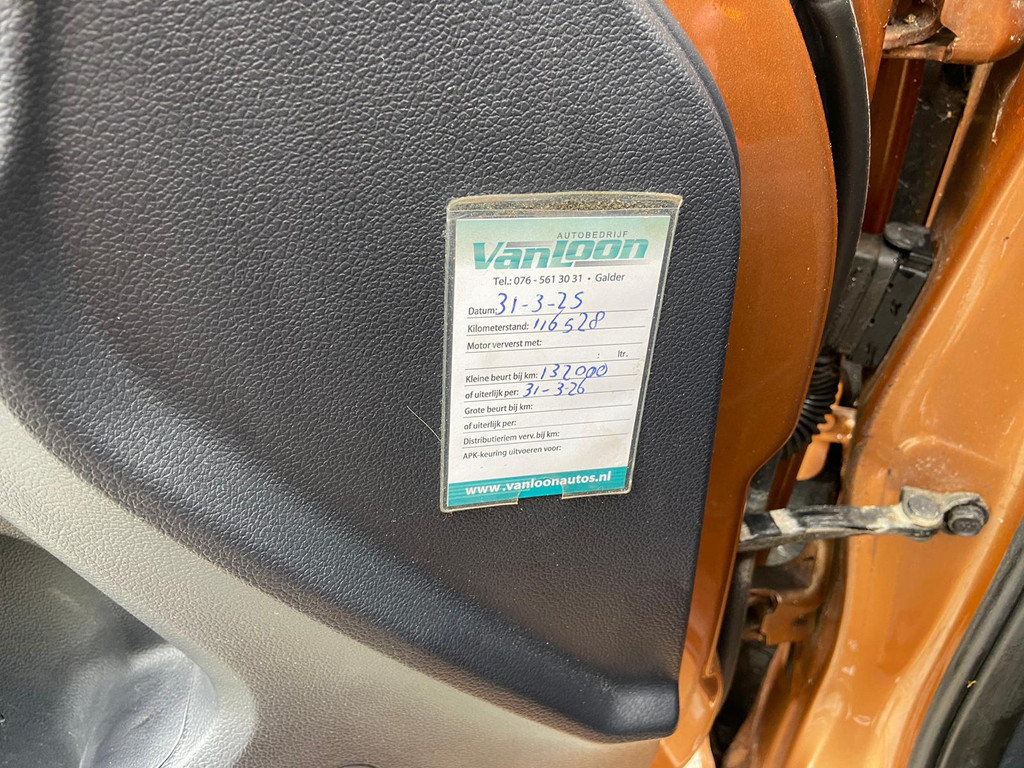 AUTOBEDRIJF
VanLoon
Tel.: 076 - 561 30 31 • Galder
Datum: 31-3-25
Kilometerstand: 116528
Motor ververst met:
: ltr.
Kleine beurt bij km: 132000
of uiterlijk per: 31-3-26
Grote beurt bij km:
of uiterlijk per:
Distributieriem verv. bij km:
APK-keuring uitvoeren voor:
www.vanloonautos.nl